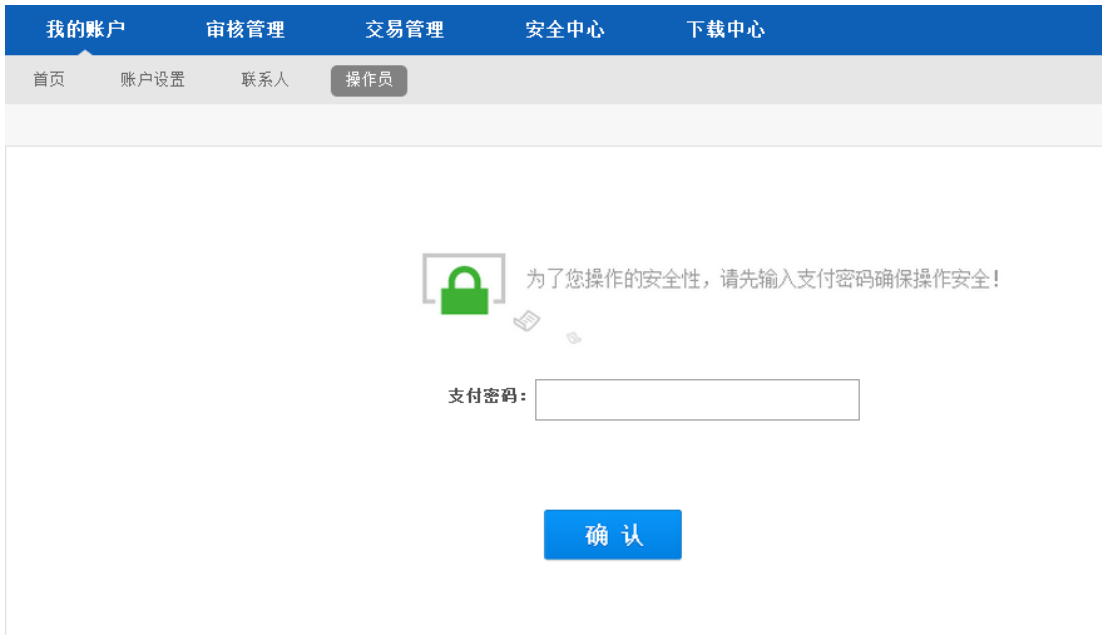 我的账户 审核管理 交易管理 安全中心 下载中心
首页 账户设置 联系人 操作员
为了您操作的安全性，请先输入支付密码确保操作安全！
支付密码：
确 认